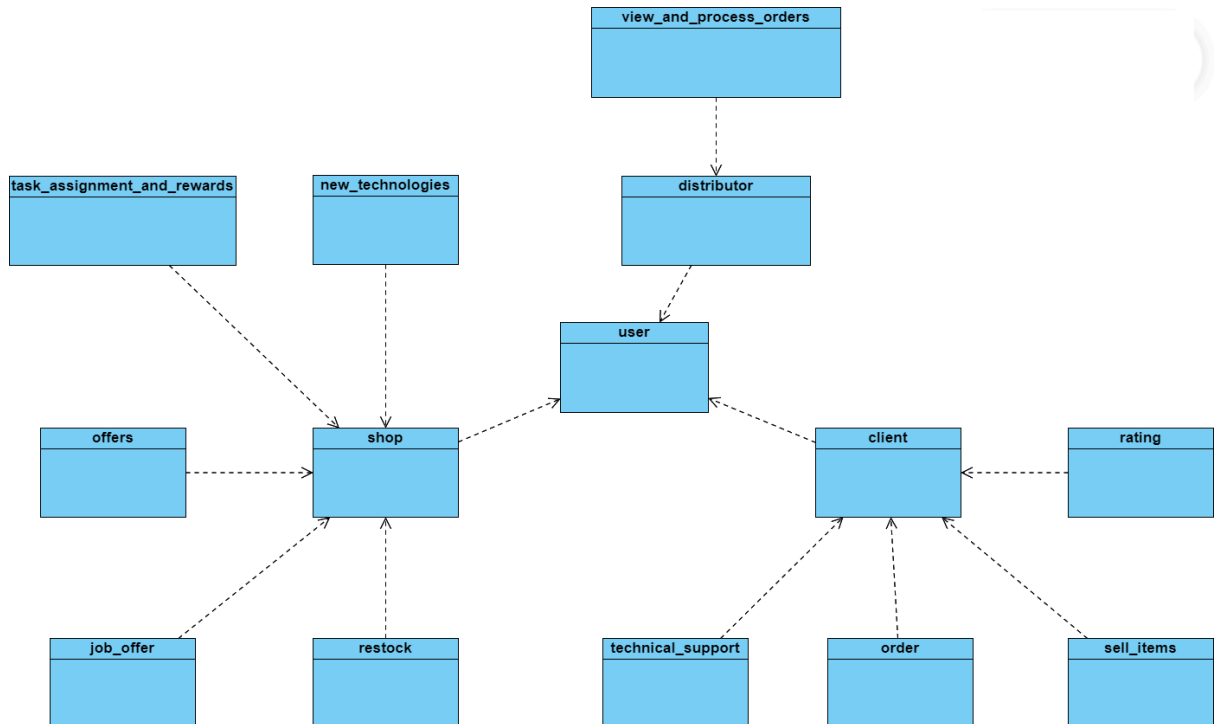 view_and_process_orders
task_assignment_and_rewards
new_technologies
distributor
user
offers
shop
client
rating
job_offer
restock
technical_support
order
sell_items